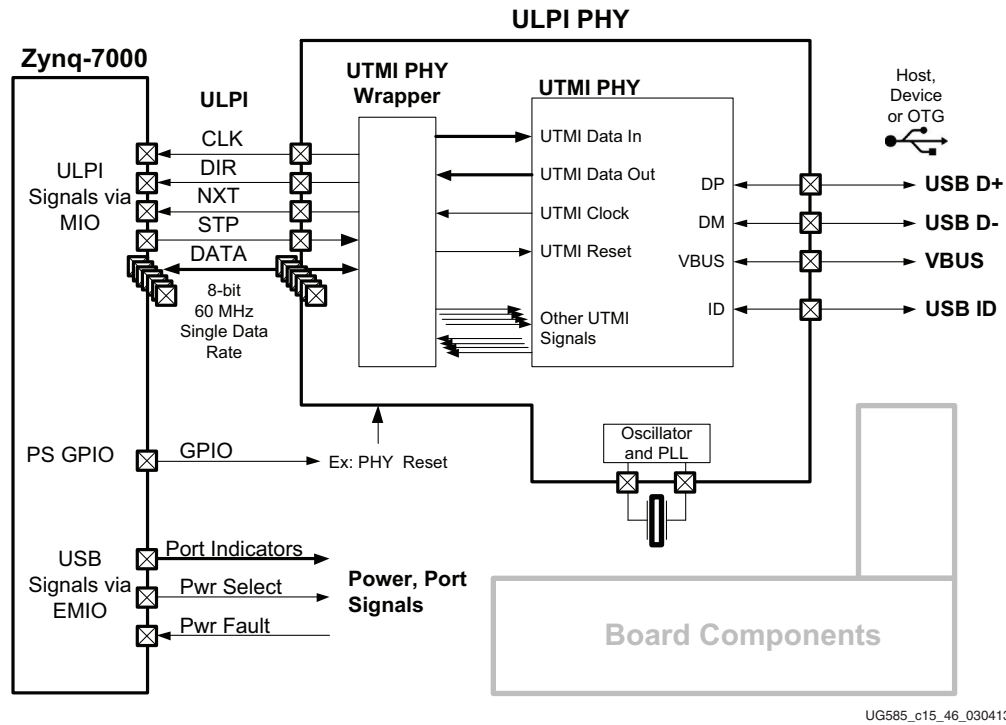 ULPI PHY
Zynq-7000
ULPI
Signals via
MIO
ULPI
CLK
DIR
NXT
STP
DATA
8-bit
60 MHz
Single Data
Rate
UTMI PHY
Wrapper
UTMI PHY
UTMI Data In
UTMI Data Out
UTMI Clock
UTMI Reset
Other UTMI
Signals
DP
DM
VBUS
ID
Host,
Device
or OTG
USB D+
USB D-
VBUS
USB ID
Oscillator
and PLL
PS GPIO
GPIO
Ex: PHY Reset
USB
Signals via
EMIO
Port Indicators
Pwr Select
Pwr Fault
Power, Port
Signals
Board Components
UG585_c15_46_030413